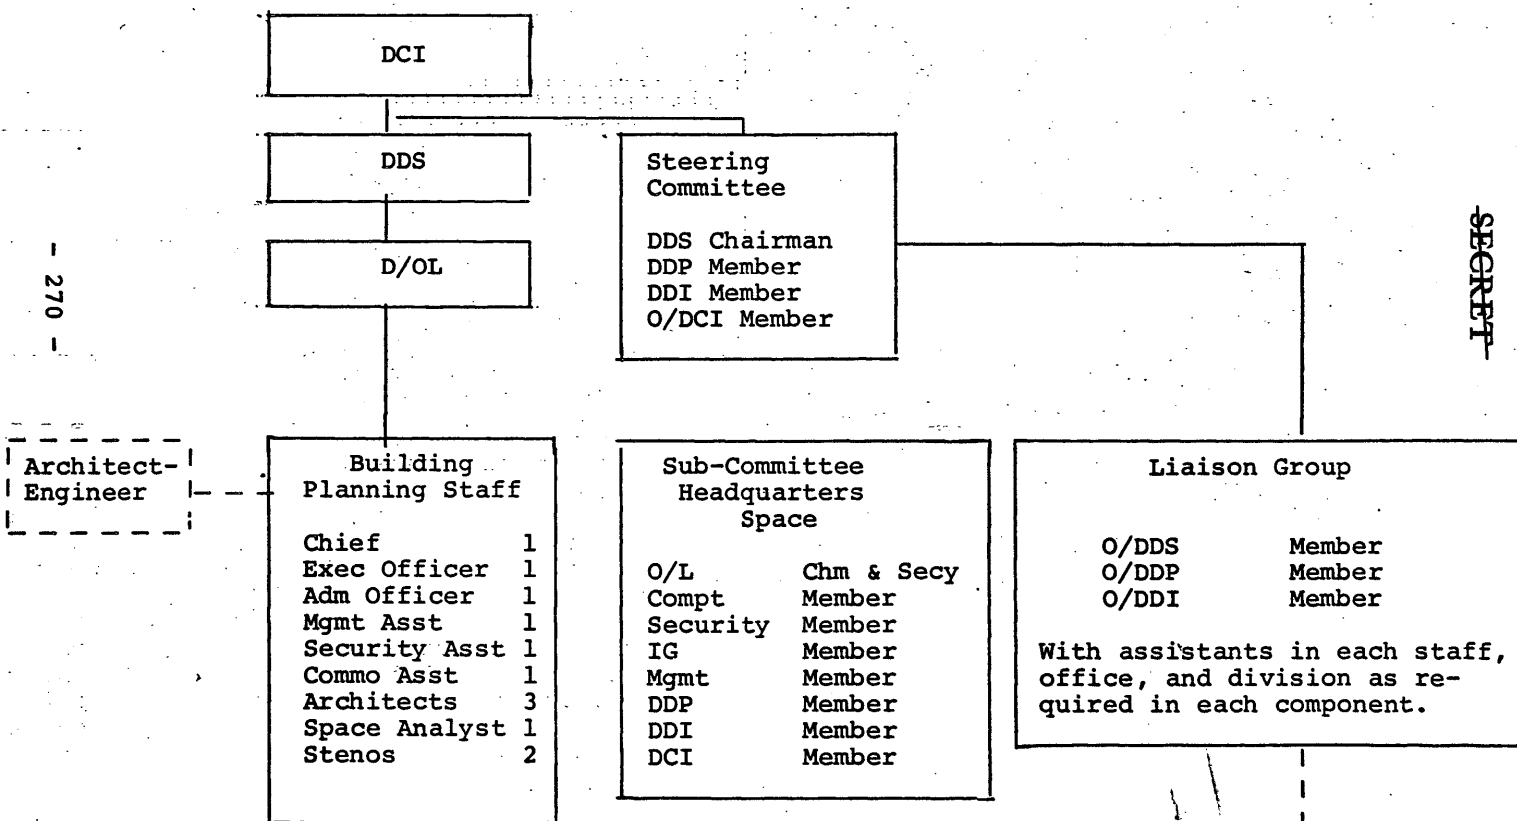 DCI
DDS
D/OL
Steering
Committee
DDS Chairman
DDP Member
DDI Member
O/DCI Member
- 270 -
SECRET
Architect-
Engineer
Building
Planning Staff
Chief 1
Exec Officer 1
Adm Officer 1
Mgmt Asst 1
Security Asst 1
Commo Asst 1
Architects 3
Space Analyst 1
Stenos 2
Sub-Committee
Headquarters
Space
O/L Chm & Secy
Compt Member
Security Member
IG Member
Mgmt Member
DDP Member
DDI Member
DCI Member
Liaison Group
O/DDS Member
O/DDP Member
O/DDI Member
With assistants in each staff,
office, and division as re-
quired in each component.